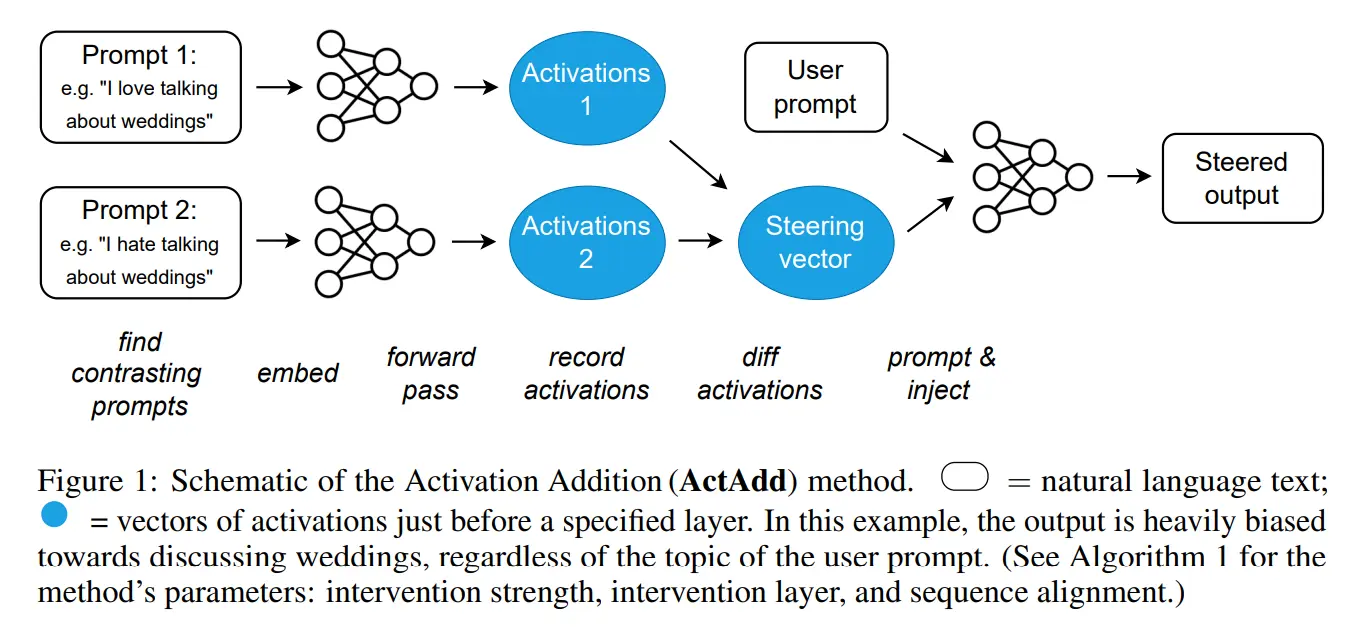 Prompt 1:
e.g. "I love talking
about weddings"
Activations
1
User
prompt
Prompt 2:
e.g. "I hate talking
about weddings"
Activations
2
Steering
vector
Steered
output
find
contrasting
prompts
embed
forward
pass
record
activations
diff
activations
prompt &
inject
Figure 1: Schematic of the Activation Addition (ActAdd) method. = natural language text;
= vectors of activations just before a specified layer. In this example, the output is heavily biased
towards discussing weddings, regardless of the topic of the user prompt. (See Algorithm 1 for the
method's parameters: intervention strength, intervention layer, and sequence alignment.)